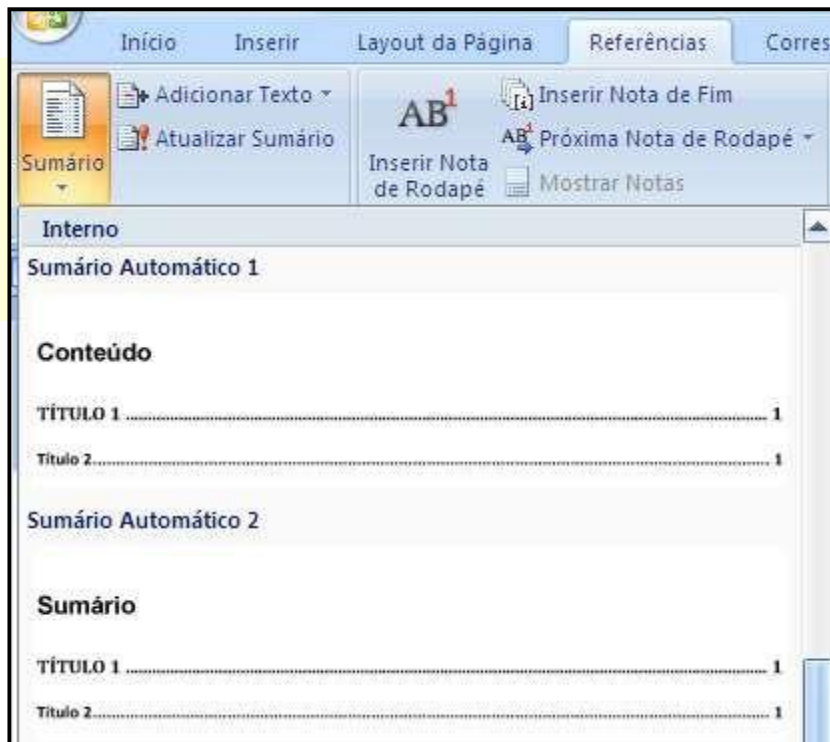 Início Inserir Layout da Página Referências Corres
Sumário
Adicionar Texto
Atualizar Sumário
AB1
Inserir Nota
de Rodapé
Inserir Nota de Fim
AB1 Próxima Nota de Rodapé
Mostrar Notas
Interno
Sumário Automático 1
Conteúdo
TÍTULO 1 ........ 1
Título 2 ........ 1
Sumário Automático 2
Sumário
TÍTULO 1 ........ 1
Título 2 ........ 1